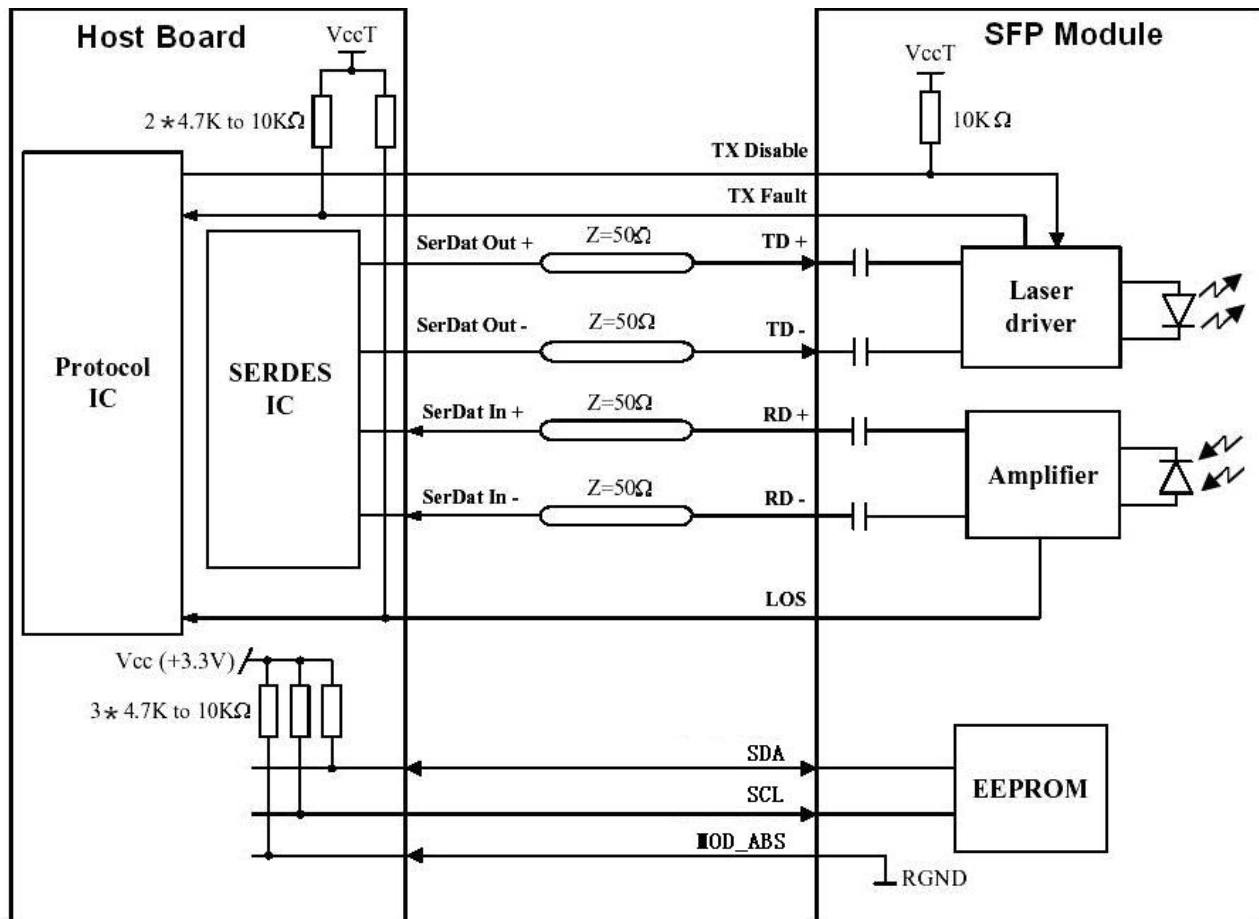 Host Board
SFP Module
VccT
VccT
2*4.7K to 10KΩ
10KΩ
TX Disable
TX Fault
SerDat Out +
Z=50Ω
TD +
Laser
driver
SerDat Out -
Z=50Ω
TD -
Protocol
IC
SERDES
IC
SerDat In +
Z=50Ω
RD +
Amplifier
SerDat In -
Z=50Ω
RD -
LOS
Vcc (+3.3V)
3*4.7K to 10KΩ
SDA
EEPROM
SCL
MOD_ABS
RGND